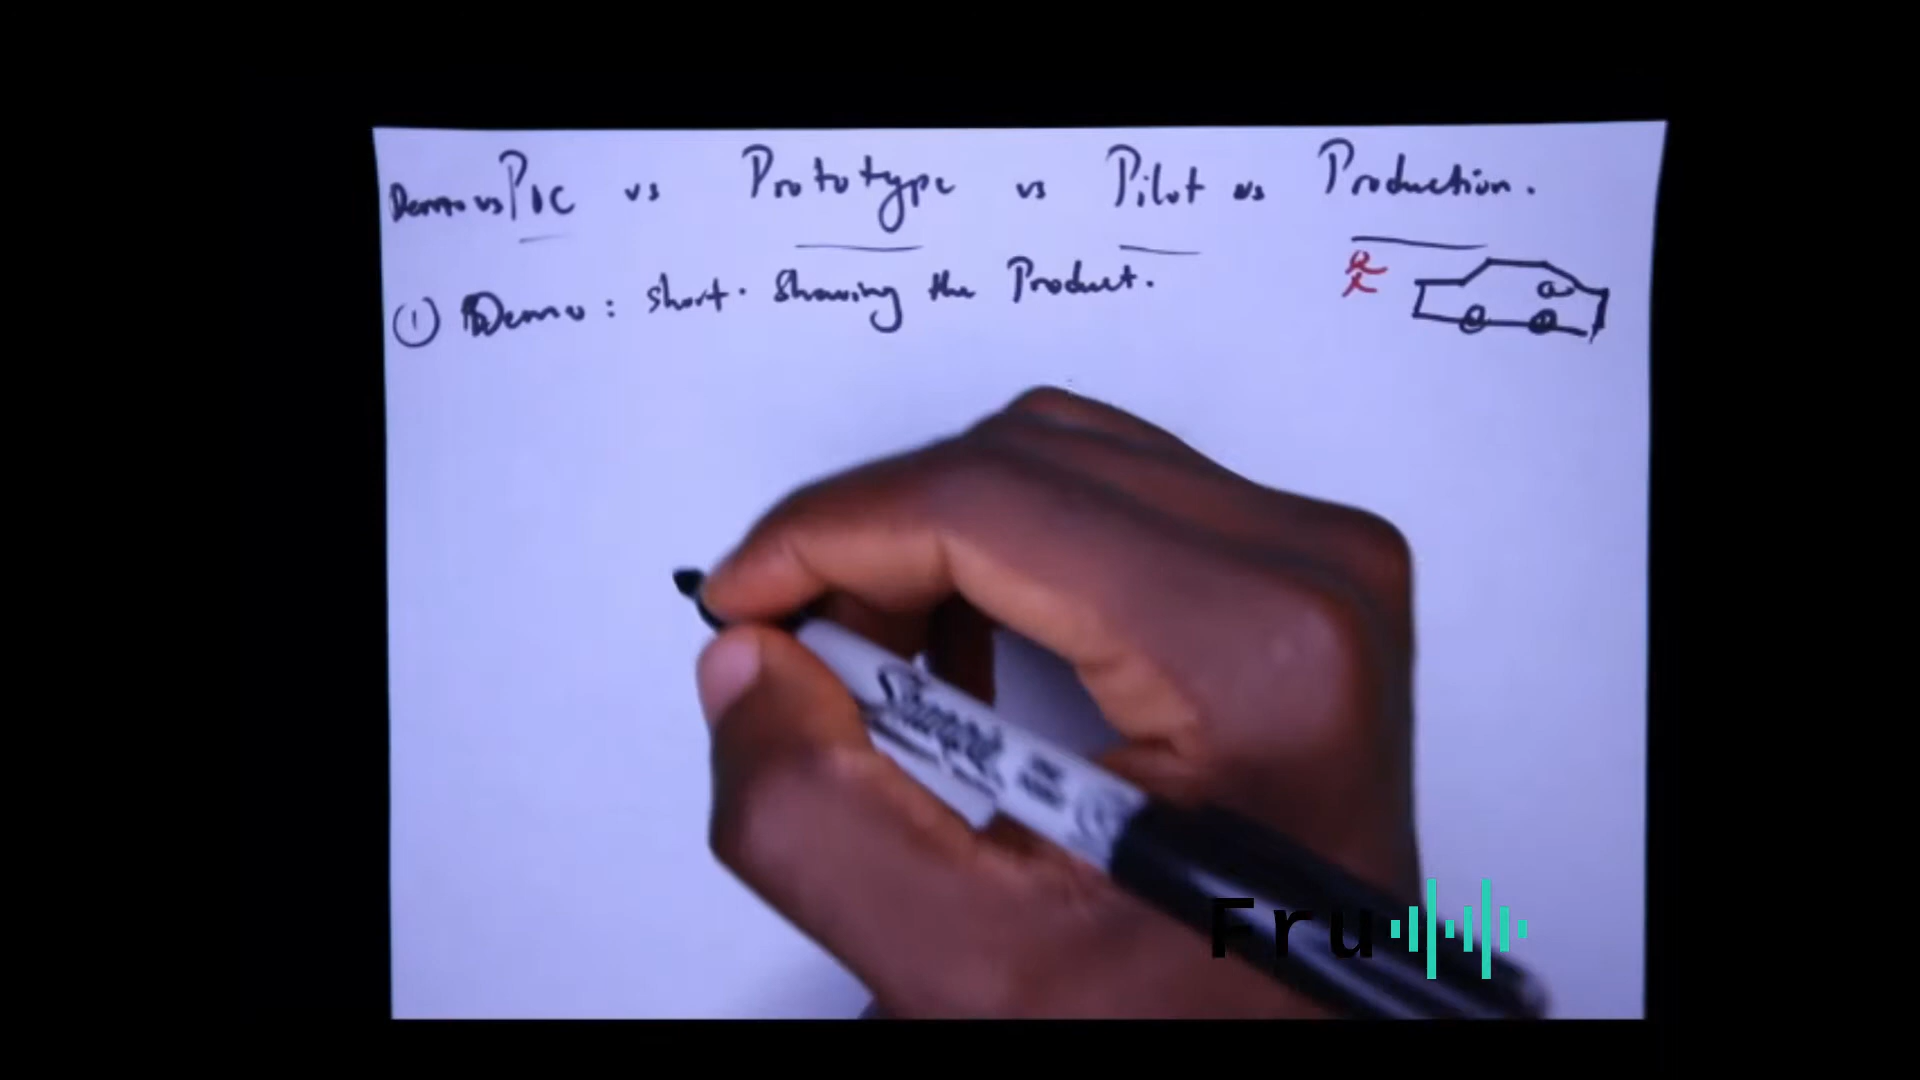 Demo vs POC vs Prototype vs Pilot vs Production.
① Demo: short. Showing the Product.
Sharpie
Fru